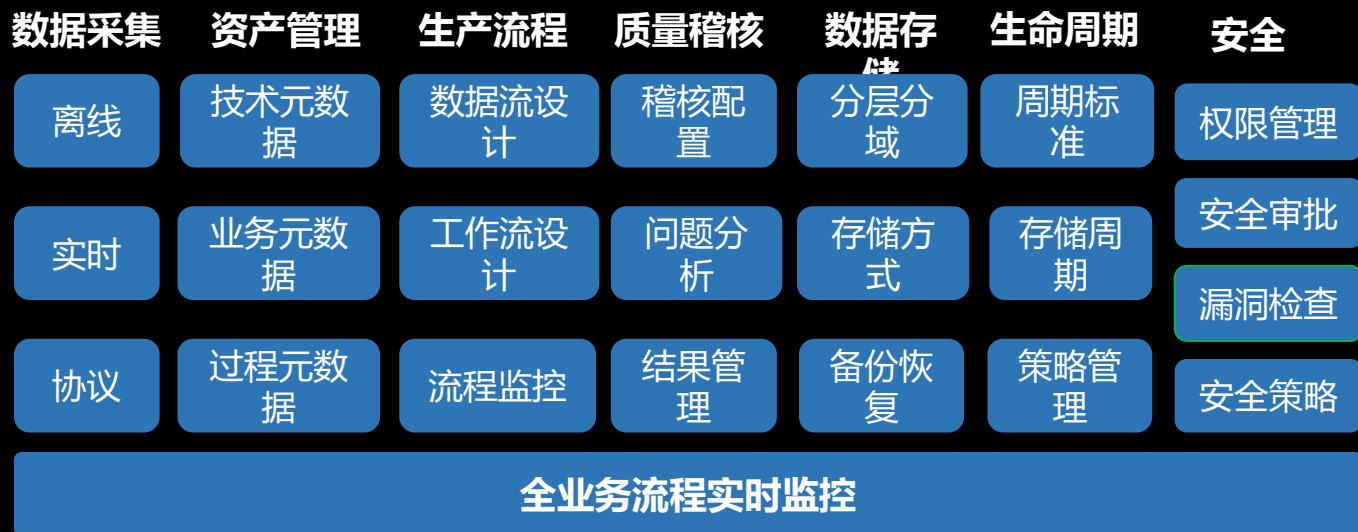 数据采集
资产管理
生产流程
质量稽核
数据存
储
生命周期
安全
离线
技术元数
据
数据流设
计
稽核配
置
分层分
域
周期标
准
权限管理
实时
业务元数
据
工作流设
计
问题分
析
存储方
式
存储周
期
安全审批
漏洞检查
协议
过程元数
据
流程监控
结果管
理
备份恢
复
策略管
理
安全策略
全业务流程实时监控